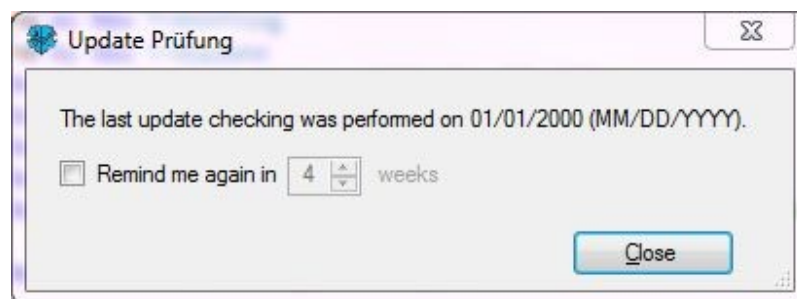 Update Prüfung
The last update checking was performed on 01/01/2000 (MM/DD/YYYY).
Remind me again in 4 weeks
Close